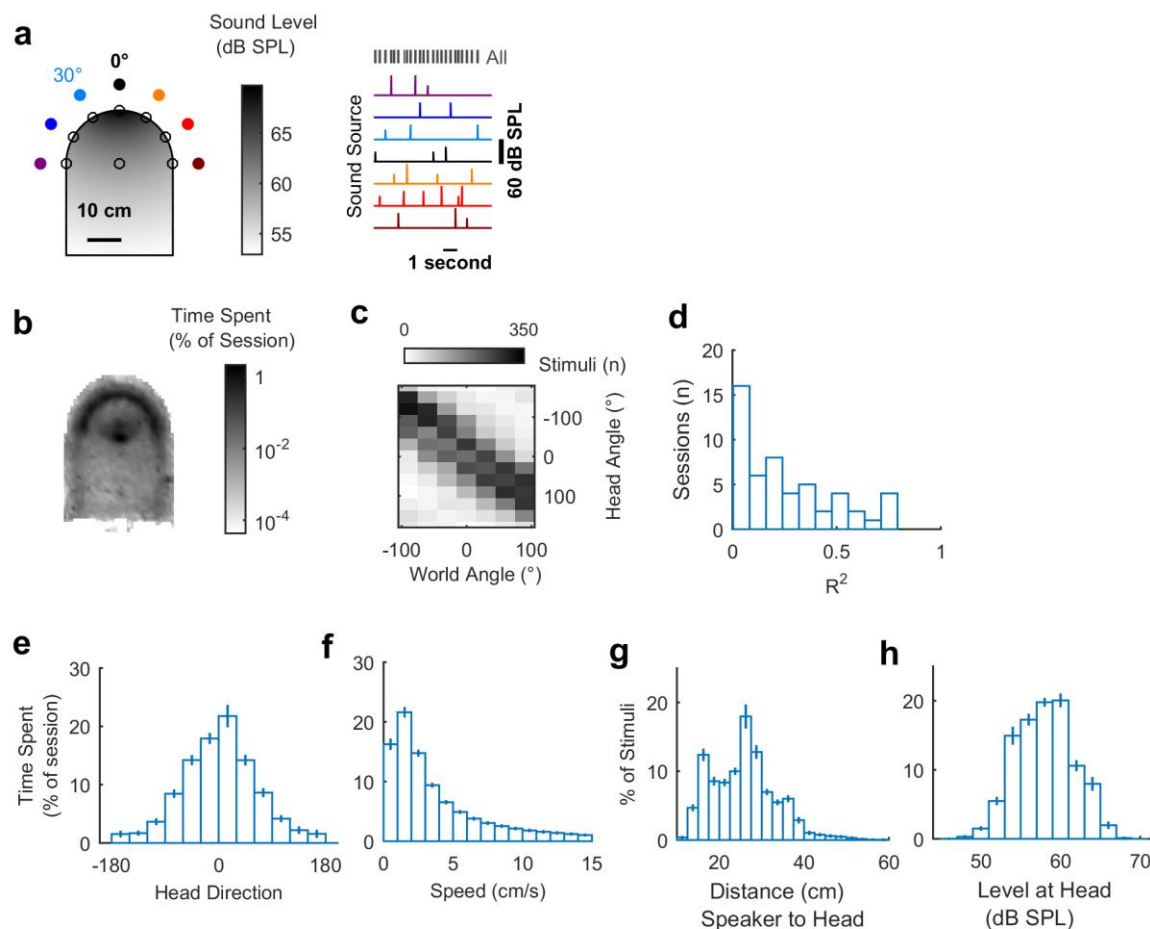 a
Sound Level
(dB SPL)
0°
30°
65
60
55
10 cm
All
Sound Source
60 dB SPL
1 second
b
Time Spent
(% of Session)
1
10-2
10-4
c
0 350
Stimuli (n)
-100
0
100
Head Angle (°)
-100 0 100
World Angle (°)
d
20
15
10
5
0
Sessions (n)
0 0.5 1
R2
e
30
20
10
0
Time Spent
(% of session)
-180 0 180
Head Direction
f
30
20
10
0
0 5 10 15
Speed (cm/s)
g
20
10
0
% of Stimuli
20 40 60
Distance (cm)
Speaker to Head
h
20
10
0
50 60 70
Level at Head
(dB SPL)